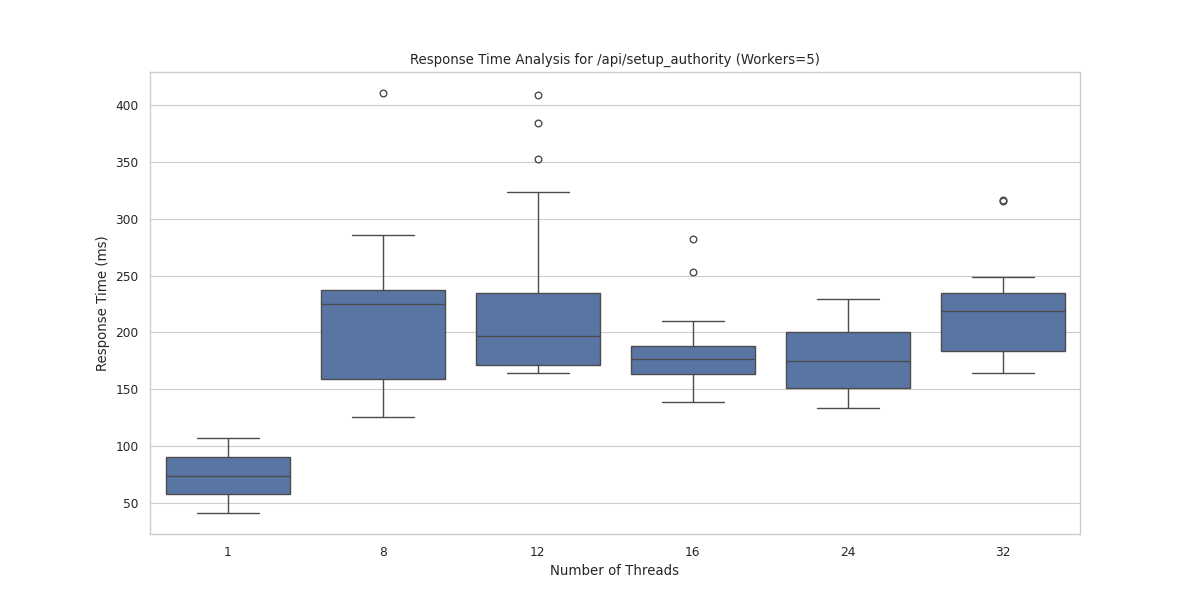 Response Time Analysis for /api/setup_authority (Workers=5)
Response Time (ms)
400
350
300
250
200
150
100
50
1 8 12 16 24 32
Number of Threads